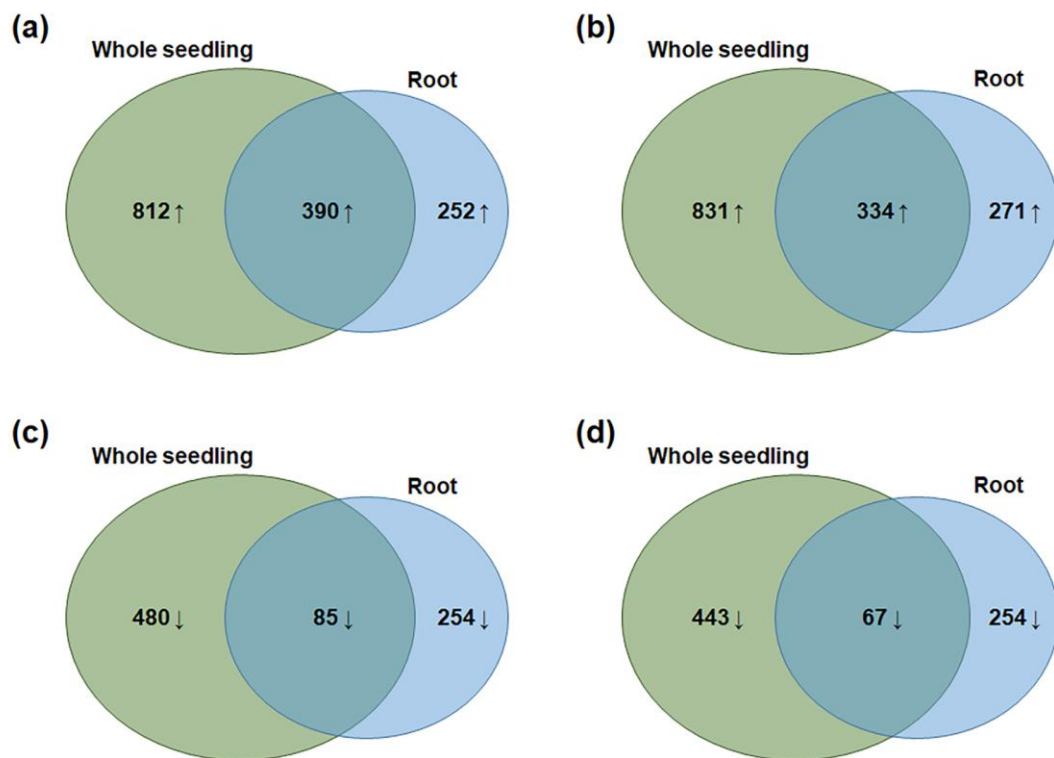 (a)
Whole seedling
Root
812↑ 390↑ 252↑
(b)
Whole seedling
Root
831↑ 334↑ 271↑
(c)
Whole seedling
Root
480↓ 85↓ 254↓
(d)
Whole seedling
Root
443↓ 67↓ 254↓